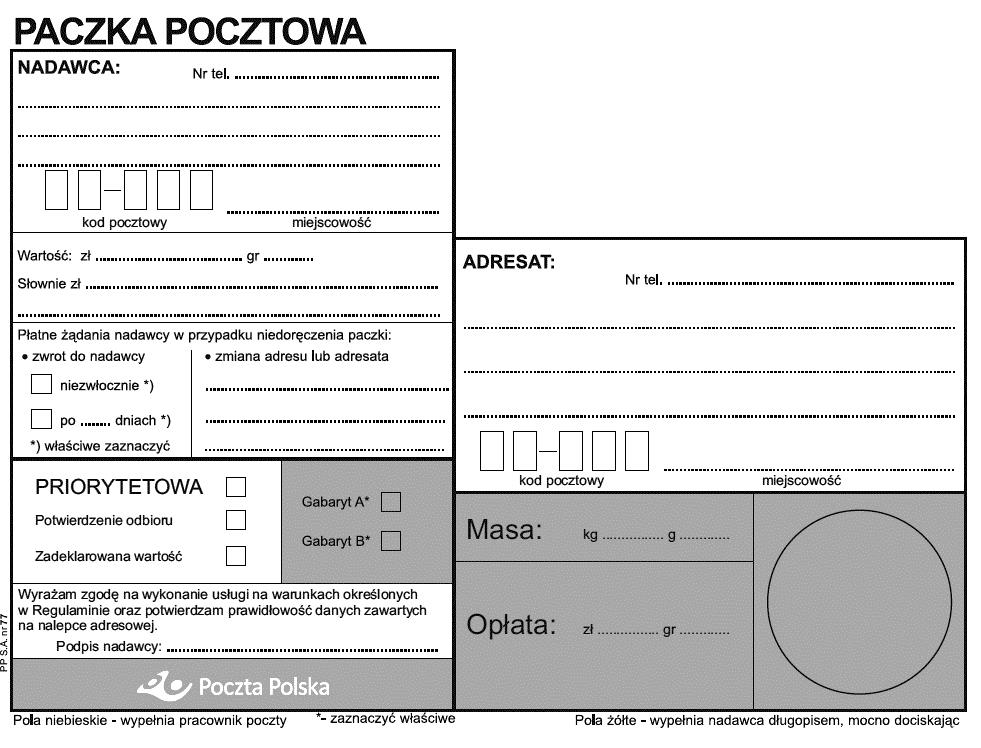 PACZKA POCZTOWA
NADAWCA:
Nr tel. ........................
kod pocztowy
miejscowość
Wartość: zł ........................ gr ............
Słownie zł ........................
Płatne żądania nadawcy w przypadku niedoręczenia paczki:
• zwrot do nadawcy
niezwłocznie *)
po ....... dniach *)
*) właściwe zaznaczyć
• zmiana adresu lub adresata
ADRESAT:
Nr tel. ........................
kod pocztowy
miejscowość
PRIORYTETOWA
Potwierdzenie odbioru
Zadeklarowana wartość
Gabaryt A*
Gabaryt B*
Masa: kg ............... g ............
Opłata: zł ............... gr ............
Wyrażam zgodę na wykonanie usługi na warunkach określonych
w Regulaminie oraz potwierdzam prawidłowość danych zawartych
na nalepce adresowej.
Podpis nadawcy: ........................
PP S.A. nr 77
Poczta Polska
Pola niebieskie - wypełnia pracownik poczty
*- zaznaczyć właściwe
Pola żółte - wypełnia nadawca długopisem, mocno dociskając